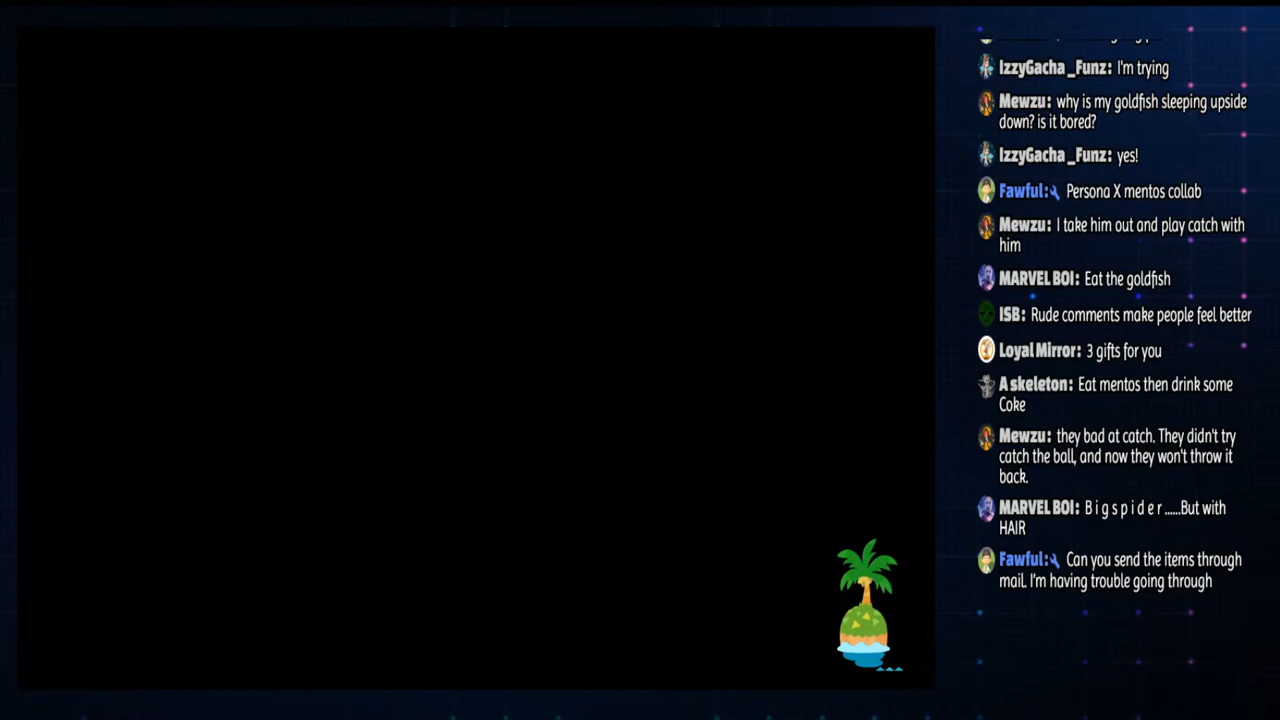 IzzyGacha_Funz: I'm trying
Mewzu: why is my goldfish sleeping upside
down? is it bored?
IzzyGacha_Funz: yes!
Fawful: Persona X mentos collab
Mewzu: I take him out and play catch with
him
MARVEL BOI: Eat the goldfish
ISB: Rude comments make people feel better
Loyal Mirror: 3 gifts for you
A skeleton: Eat mentos then drink some
Coke
Mewzu: they bad at catch. They didn't try
catch the ball, and now they won't throw it
back.
MARVEL BOI: B i g s p i d e r ......But with
HAIR
Fawful: Can you send the items through
mail. I'm having trouble going through